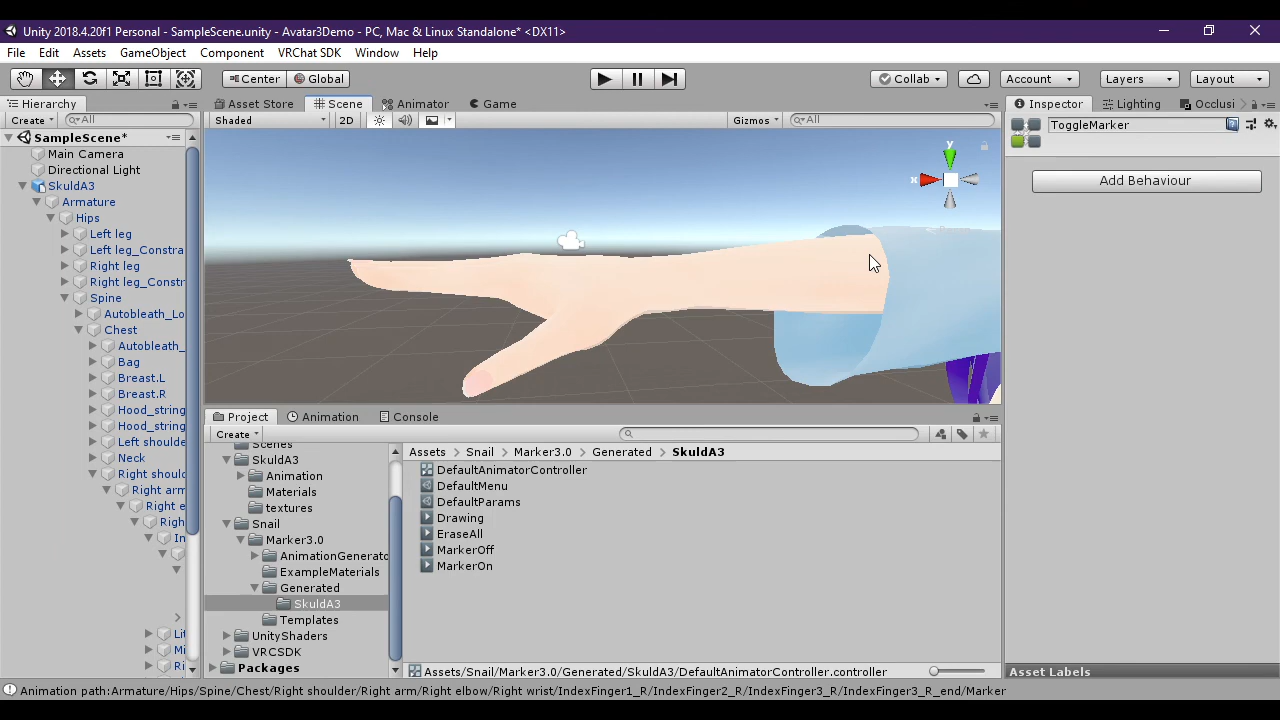 Unity 2018.4.20f1 Personal - SampleScene.unity - Avatar3Demo - PC, Mac & Linux Standalone* <DX11>
File Edit Assets GameObject Component VRChat SDK Window Help
Center Global Collab Account Layers Layout
Hierarchy
Create All
SampleScene*
Main Camera
Directional Light
SkuldA3
Armature
Hips
Left leg
Left leg_Constra
Right leg
Right leg_Constr
Spine
Autobleath_Lo
Chest
Autobleath_
Bag
Breast.L
Breast.R
Hood_string
Hood_string
Left shoulde
Neck
Right shoul
Right arm
Right e
Righ
In
Lit
Mi
Ri
Asset Store Scene Animator Game
Shaded 2D Gizmos All
y
x
Project Animation Console
Create
Scenes
SkuldA3
Animation
Materials
textures
Snail
Marker3.0
AnimationGenerato
ExampleMaterials
Generated
SkuldA3
Templates
UnityShaders
VRCSDK
Packages
Assets > Snail > Marker3.0 > Generated > SkuldA3
DefaultAnimatorController
DefaultMenu
DefaultParams
Drawing
EraseAll
MarkerOff
MarkerOn
Assets/Snail/Marker3.0/Generated/SkuldA3/DefaultAnimatorController.controller
Inspector Lighting Occlusi
ToggleMarker
Add Behaviour
Asset Labels
Animation path:Armature/Hips/Spine/Chest/Right shoulder/Right arm/Right elbow/Right wrist/IndexFinger1_R/IndexFinger2_R/IndexFinger3_R/IndexFinger3_R_end/Marker